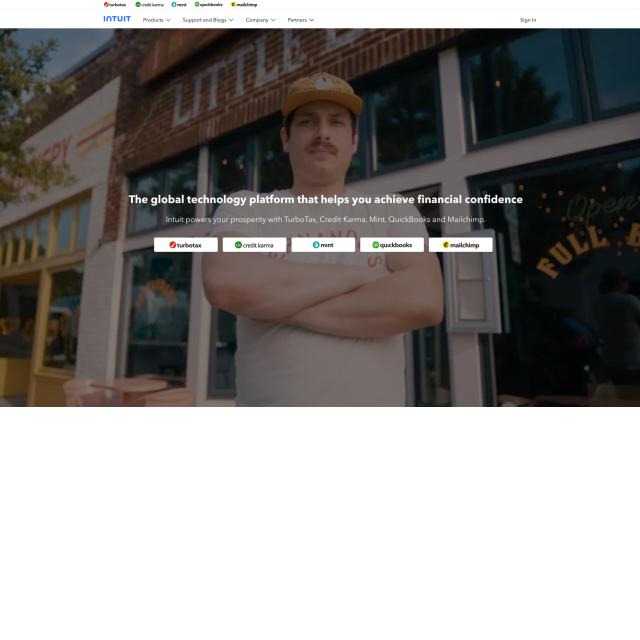 turbotax credit karma mint quickbooks mailchimp
INTUIT Products Support and Blogs Company Partners Sign In
LITTLE
The global technology platform that helps you achieve financial confidence
Intuit powers your prosperity with TurboTax, Credit Karma, Mint, QuickBooks and Mailchimp.
Open
turbotax credit karma mint quickbooks mailchimp
FULL